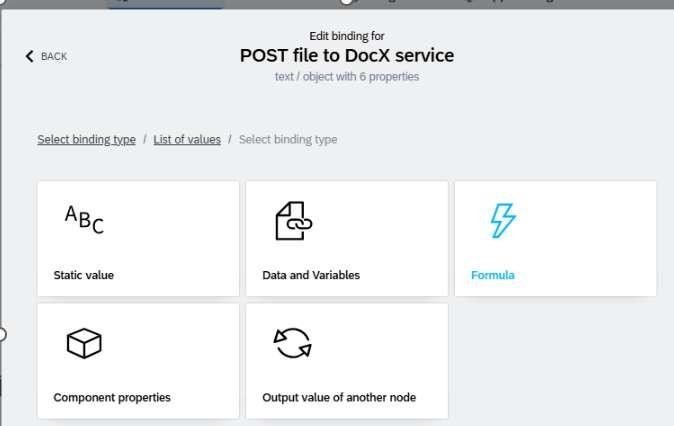 Edit binding for
BACK
POST file to DocX service
text / object with 6 properties
Select binding type / List of values / Select binding type
ABC
Static value
Data and Variables
Formula
Component properties
Output value of another node